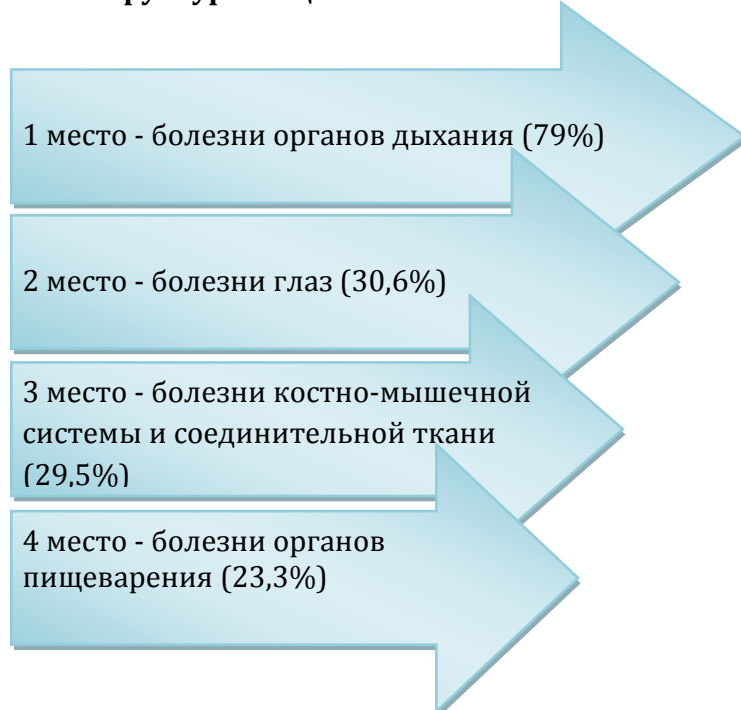 1 место - болезни органов дыхания (79%)
2 место - болезни глаз (30,6%)
3 место - болезни костно-мышечной
системы и соединительной ткани
(29,5%)
4 место - болезни органов
пищеварения (23,3%)